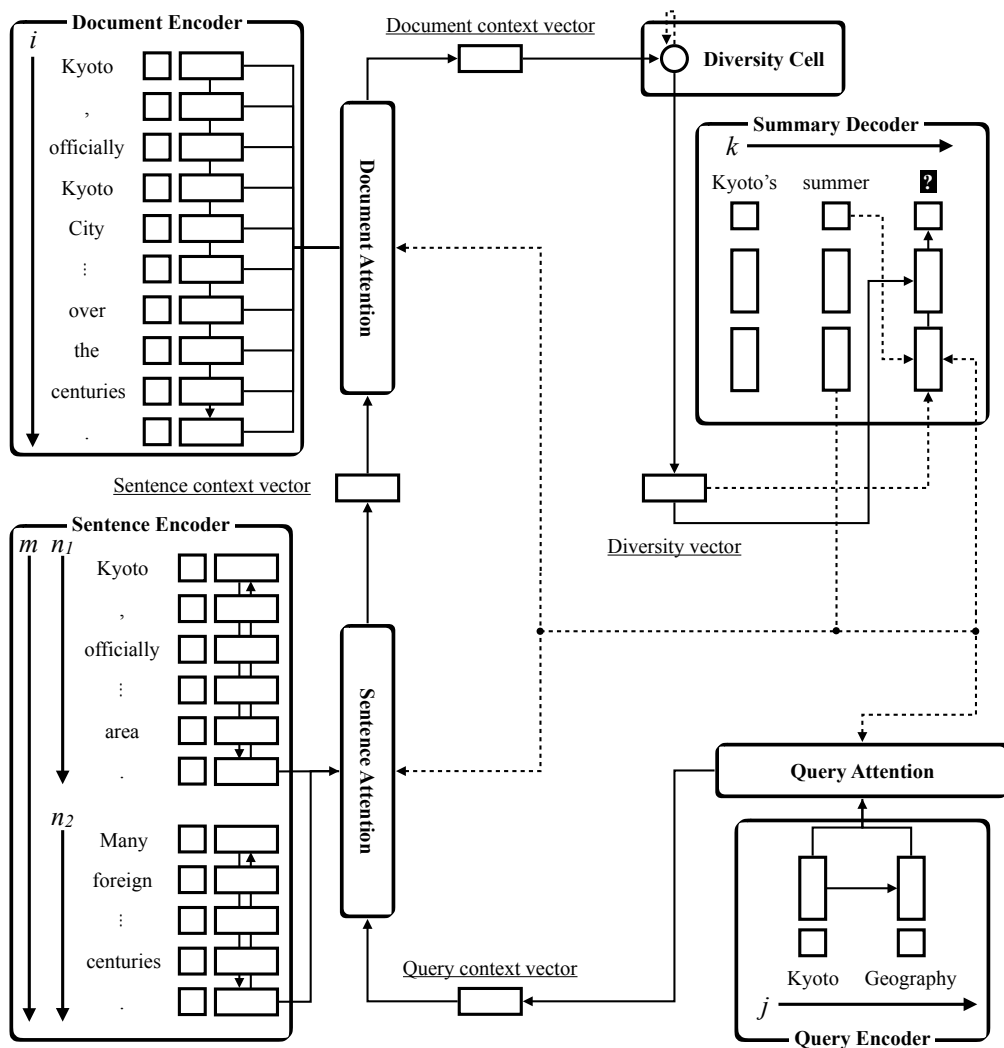 Document Encoder
i
Kyoto
,
officially
Kyoto
City
⋮
over
the
centuries
.
Document Attention
Document context vector
Diversity Cell
Summary Decoder
k
Kyoto's
summer
?
Sentence context vector
Diversity vector
Sentence Encoder
m
n1
Kyoto
,
officially
⋮
area
.
n2
Many
foreign
⋮
centuries
.
Sentence Attention
Query context vector
Query Attention
Kyoto
Geography
j
Query Encoder